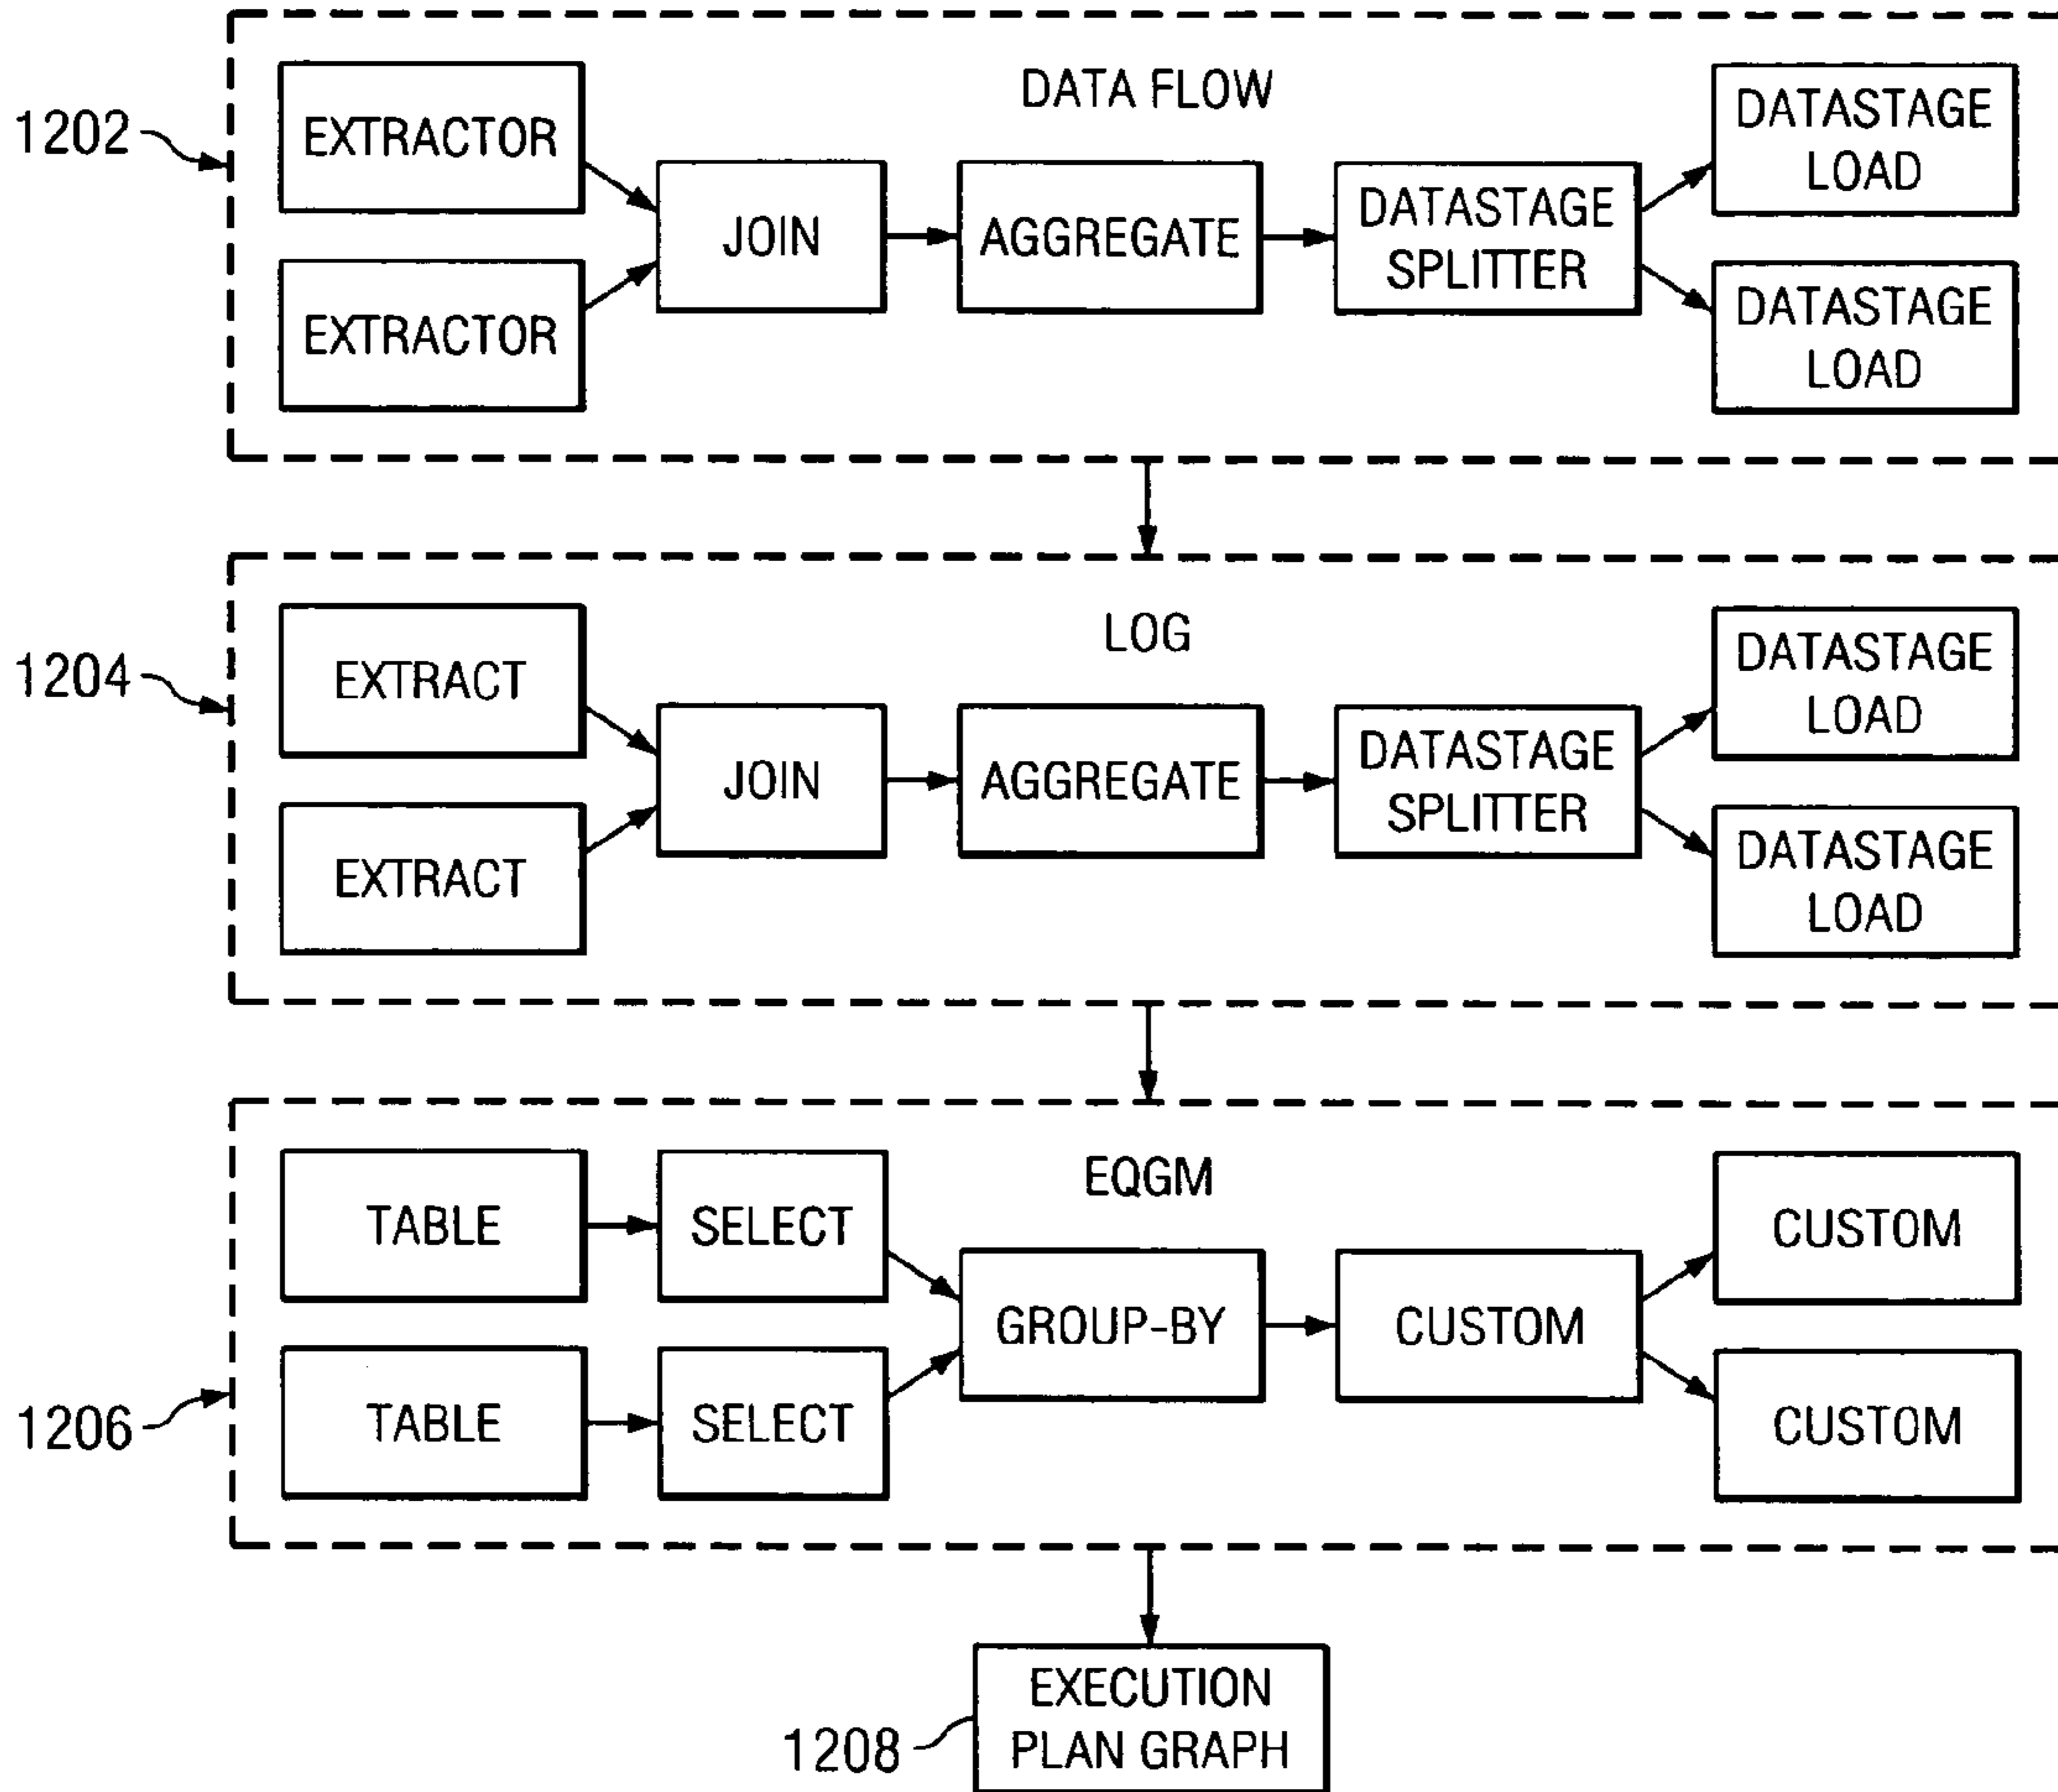 DATA FLOW
1202
EXTRACTOR
EXTRACTOR
JOIN
AGGREGATE
DATASTAGE
SPLITTER
DATASTAGE
LOAD
DATASTAGE
LOAD
LOG
1204
EXTRACT
EXTRACT
JOIN
AGGREGATE
DATASTAGE
SPLITTER
DATASTAGE
LOAD
DATASTAGE
LOAD
EQGM
1206
TABLE
SELECT
TABLE
SELECT
GROUP-BY
CUSTOM
CUSTOM
CUSTOM
EXECUTION
PLAN GRAPH
1208